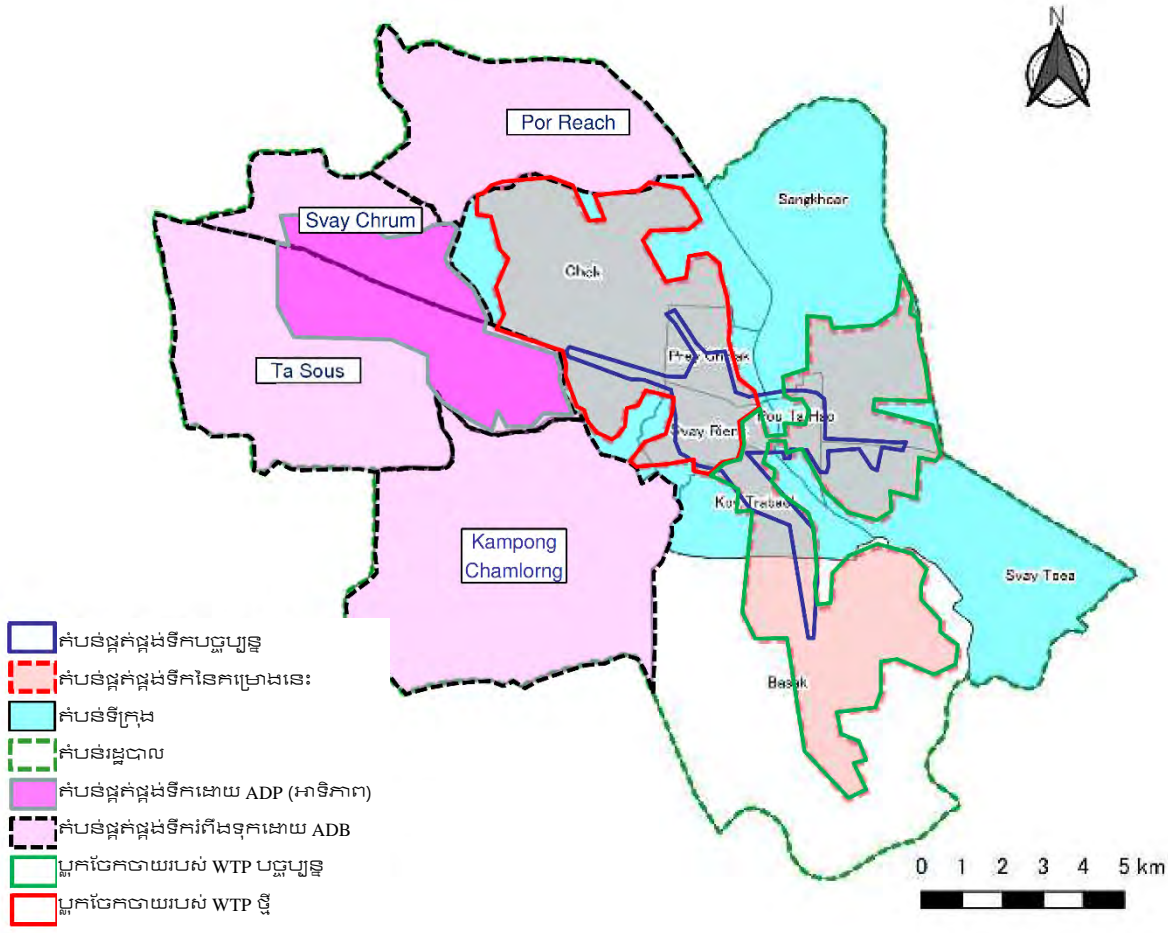 N
Por Reach
Sangkhoar
Svay Chrum
Chek
Ta Sous
Svay Rieng
Koy Trabaek
Kampong
Chamlorng
Svay Toea
Basak
តំបន់ផ្គត់ផ្គង់ទឹកបច្ចុប្បន្ន
តំបន់ផ្គត់ផ្គង់ទឹកនៃគម្រោងនេះ
តំបន់ទីក្រុង
តំបន់រដ្ឋបាល
តំបន់ផ្គត់ផ្គង់ទឹកដោយ ADP (អាទិភាព)
តំបន់ផ្គត់ផ្គង់ទឹករំពឹងទុកដោយ ADB
ប្លុកចែកចាយរបស់ WTP បច្ចុប្បន្ន
ប្លុកចែកចាយរបស់ WTP ថ្មី
0 1 2 3 4 5 km